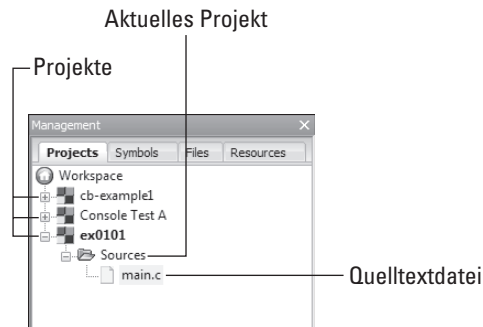 Aktuelles Projekt
Projekte
Management
Projects Symbols Files Resources
Workspace
cb-example1
Console Test A
ex0101
Sources
main.c
Quelltextdatei